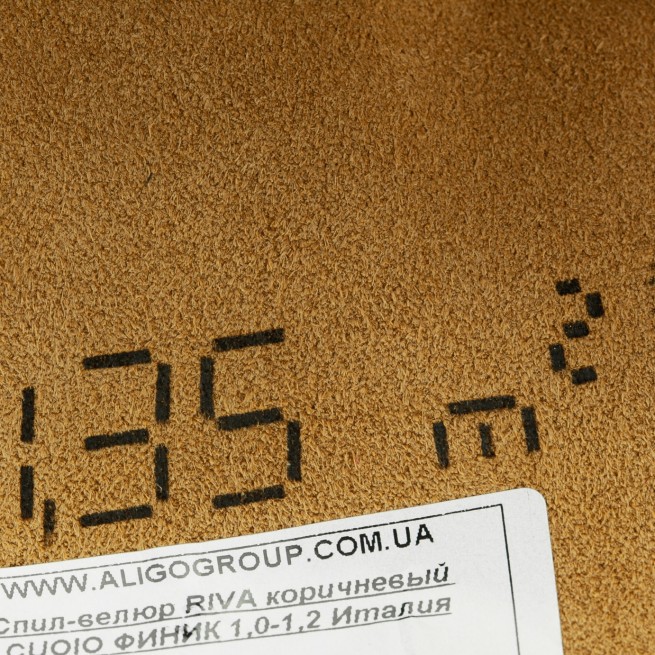 1,35 m²
WWW.ALIGOGROUP.COM.UA
Спил-велюр RIVA коричневый
CUOIO ФИНИК 1,0-1,2 Италия